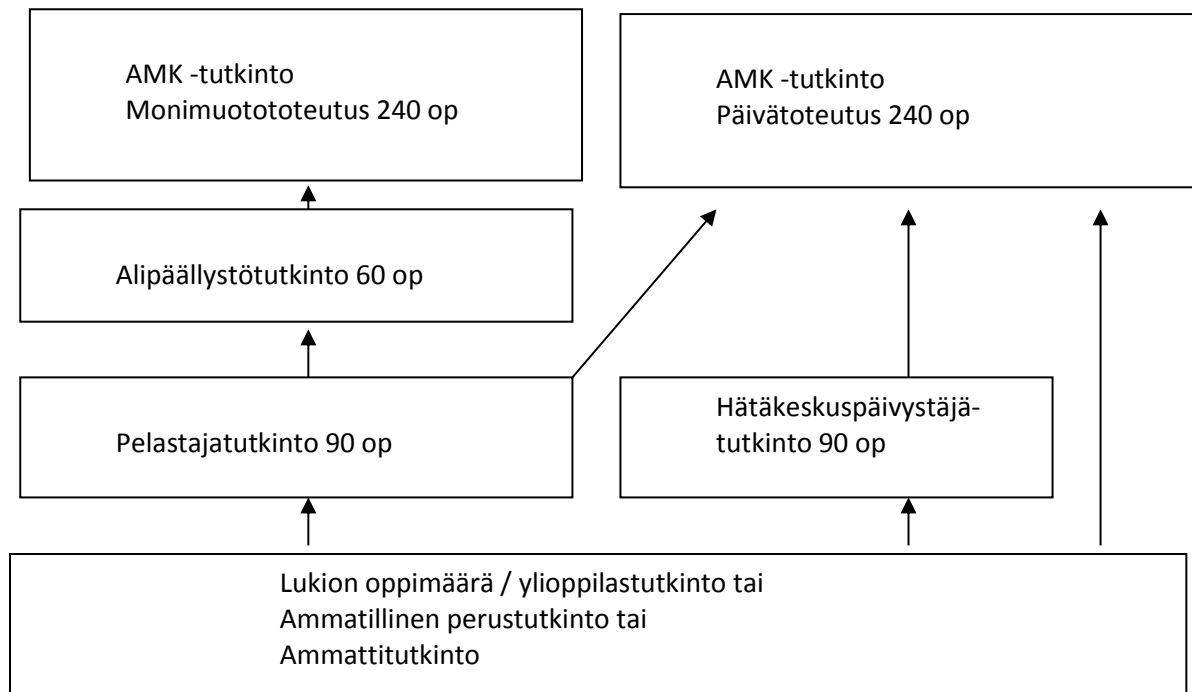 AMK -tutkinto
Monimuotototeutus 240 op
AMK -tutkinto
Päivätoteutus 240 op
Alipäällystötutkinto 60 op
Pelastajatutkinto 90 op
Hätäkeskuspäivystäjä-
tutkinto 90 op
Lukion oppimäärä / ylioppilastutkinto tai
Ammatillinen perustutkinto tai
Ammattitutkinto